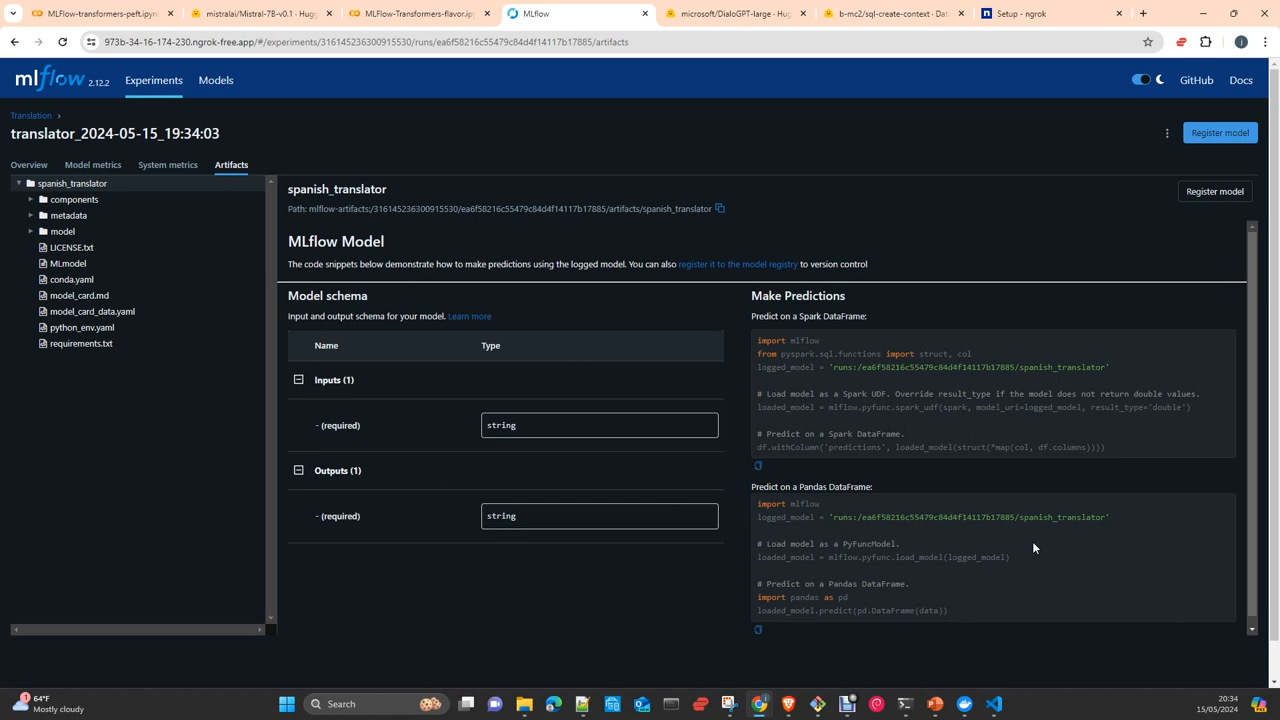 MLflow-transformers-peft.ipyn
mistralai/Mistral-7B-v0.1 · Hugg
MLFlow-Transformers-flavor.ipy
MLflow
microsoft/DialoGPT-large · Hug
b-mc2/sql-create-context · Data
Setup - ngrok
973b-34-16-174-230.ngrok-free.app/#/experiments/316145236300915530/runs/ea6f58216c55479c84d4f14117b17885/artifacts
mlflow 2.12.2
Experiments
Models
GitHub
Docs
Translation ›
translator_2024-05-15_19:34:03
Register model
Overview
Model metrics
System metrics
Artifacts
spanish_translator
components
metadata
model
LICENSE.txt
MLmodel
conda.yaml
model_card.md
model_card_data.yaml
python_env.yaml
requirements.txt
spanish_translator
Register model
Path: mlflow-artifacts:/316145236300915530/ea6f58216c55479c84d4f14117b17885/artifacts/spanish_translator
MLflow Model
The code snippets below demonstrate how to make predictions using the logged model. You can also register it to the model registry to version control
Model schema
Input and output schema for your model. Learn more
Name
Type
Inputs (1)
- (required)
string
Outputs (1)
- (required)
string
Make Predictions
Predict on a Spark DataFrame:
import mlflow
from pyspark.sql.functions import struct, col
logged_model = 'runs:/ea6f58216c55479c84d4f14117b17885/spanish_translator'
# Load model as a Spark UDF. Override result_type if the model does not return double values.
loaded_model = mlflow.pyfunc.spark_udf(spark, model_uri=logged_model, result_type='double')
# Predict on a Spark DataFrame.
df.withColumn('predictions', loaded_model(struct(*map(col, df.columns))))
Predict on a Pandas DataFrame:
import mlflow
logged_model = 'runs:/ea6f58216c55479c84d4f14117b17885/spanish_translator'
# Load model as a PyFuncModel.
loaded_model = mlflow.pyfunc.load_model(logged_model)
# Predict on a Pandas DataFrame.
import pandas as pd
loaded_model.predict(pd.DataFrame(data))
1
64°F
Mostly cloudy
Search
20:34
15/05/2024